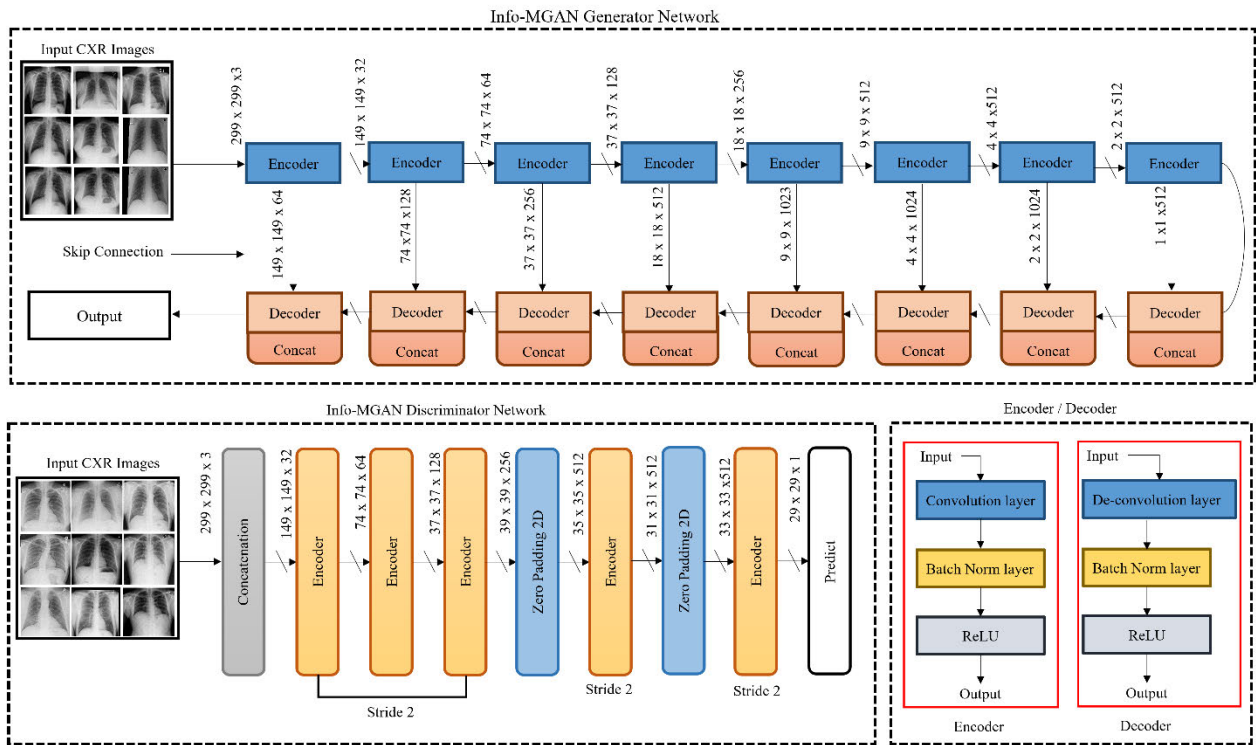 Info-MGAN Generator Network
Input CXR Images
299 x 299 x3
149 x 149 x 32
74 x 74 x 64
37 x 37 x 128
18 x 18 x 256
9 x 9 x 512
4 x 4 x512
2 x 2 x 512
Encoder
Encoder
Encoder
Encoder
Encoder
Encoder
Encoder
Encoder
149 x 149 x 64
74 x74 x128
37 x 37 x 256
18 x 18 x 512
9 x 9 x 1023
4 x 4 x 1024
2 x 2 x 1024
1 x1 x512
Skip Connection
Output
Decoder
Decoder
Decoder
Decoder
Decoder
Decoder
Decoder
Decoder
Concat
Concat
Concat
Concat
Concat
Concat
Concat
Concat
Info-MGAN Discriminator Network
Input CXR Images
299 x 299 x 3
Concatenation
149 x 149 x 32
Encoder
74 x 74 x 64
Encoder
37 x 37 x 128
Encoder
39 x 39 x 256
Zero Padding 2D
35 x 35 x 512
Encoder
31 x 31 x 512
Zero Padding 2D
33 x 33 x512
Encoder
29 x 29 x 1
Predict
Stride 2
Stride 2
Stride 2
Encoder / Decoder
Input
Convolution layer
Batch Norm layer
ReLU
Output
Encoder
Input
De-convolution layer
Batch Norm layer
ReLU
Output
Decoder